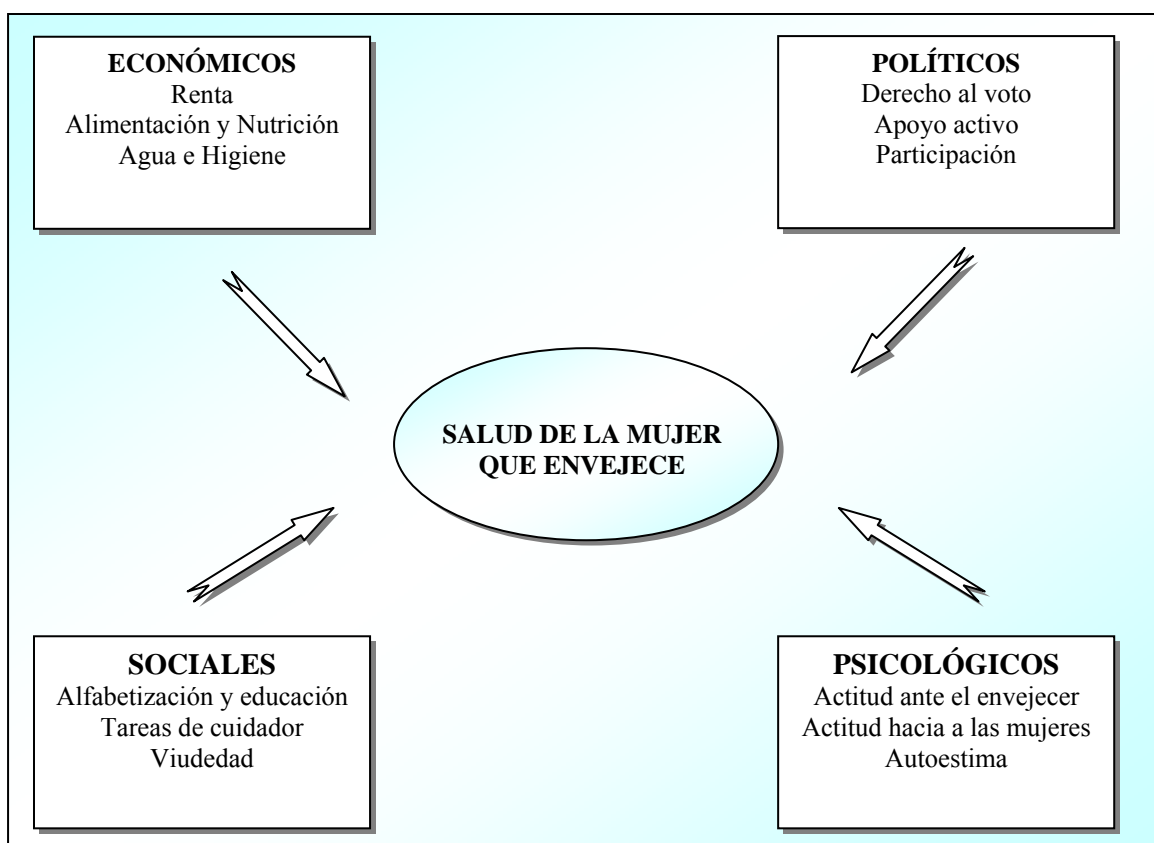 ECONÓMICOS
Renta
Alimentación y Nutrición
Agua e Higiene
POLÍTICOS
Derecho al voto
Apoyo activo
Participación
SALUD DE LA MUJER
QUE ENVEJECE
SOCIALES
Alfabetización y educación
Tareas de cuidador
Viudedad
PSICOLÓGICOS
Actitud ante el envejecer
Actitud hacia a las mujeres
Autoestima